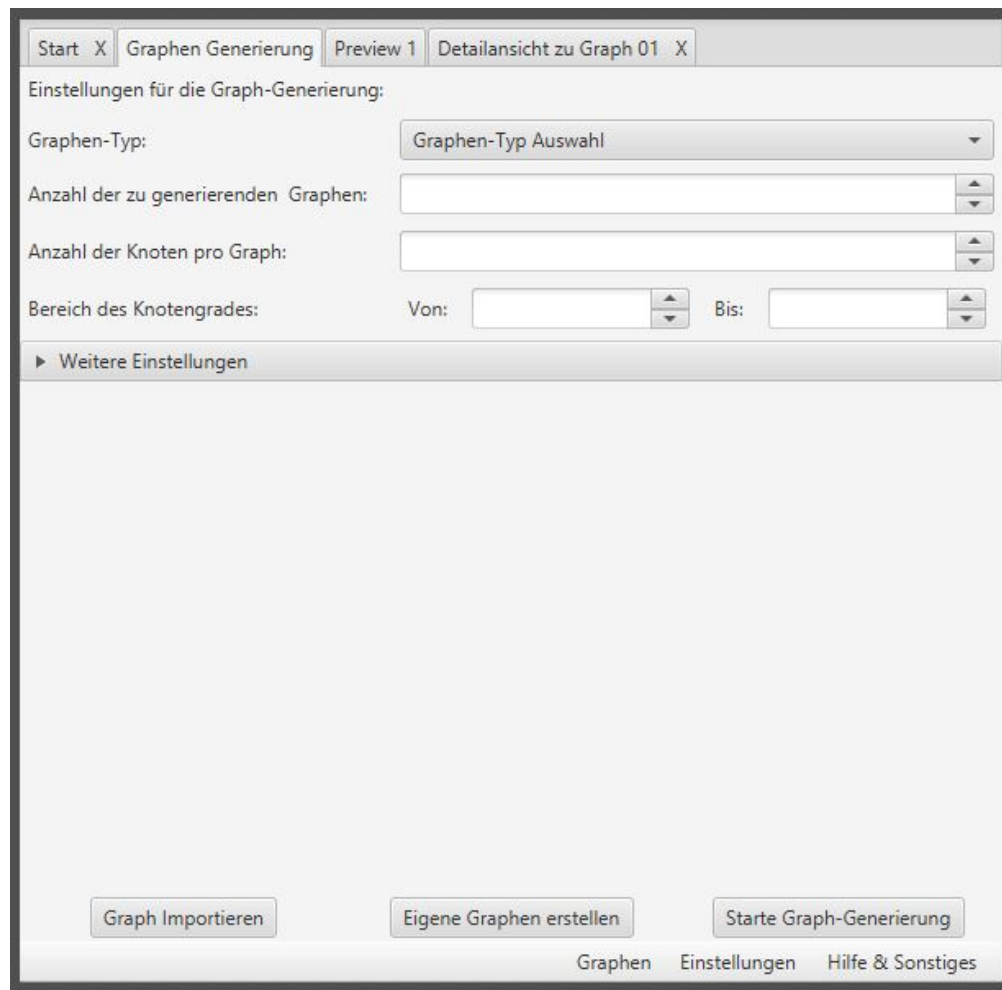 Start X Graphen Generierung Preview 1 Detailansicht zu Graph 01 X
Einstellungen für die Graph-Generierung:
Graphen-Typ: Graphen-Typ Auswahl
Anzahl der zu generierenden Graphen:
Anzahl der Knoten pro Graph:
Bereich des Knotengrades: Von: Bis:
Weitere Einstellungen
Graph Importieren Eigene Graphen erstellen Starte Graph-Generierung
Graphen Einstellungen Hilfe & Sonstiges